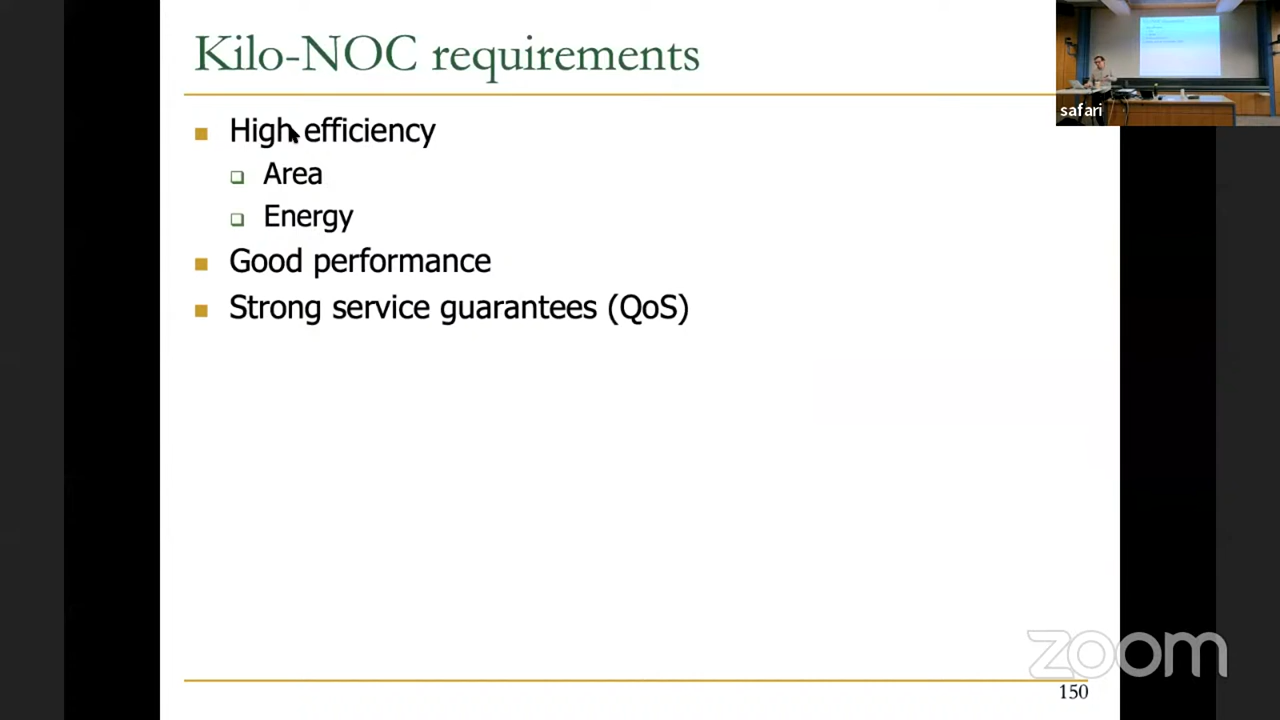 Kilo-NOC requirements
High efficiency
Area
Energy
Good performance
Strong service guarantees (QoS)
safari
zoom
150